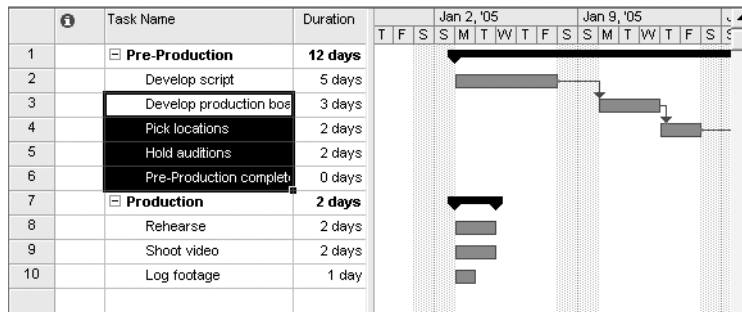 Task Name Duration Jan 2, '05 Jan 9, '05
T F S S M T W T F S S M T W T F S
1 Pre-Production 12 days
2 Develop script 5 days
3 Develop production boa 3 days
4 Pick locations 2 days
5 Hold auditions 2 days
6 Pre-Production complet 0 days
7 Production 2 days
8 Rehearse 2 days
9 Shoot video 2 days
10 Log footage 1 day